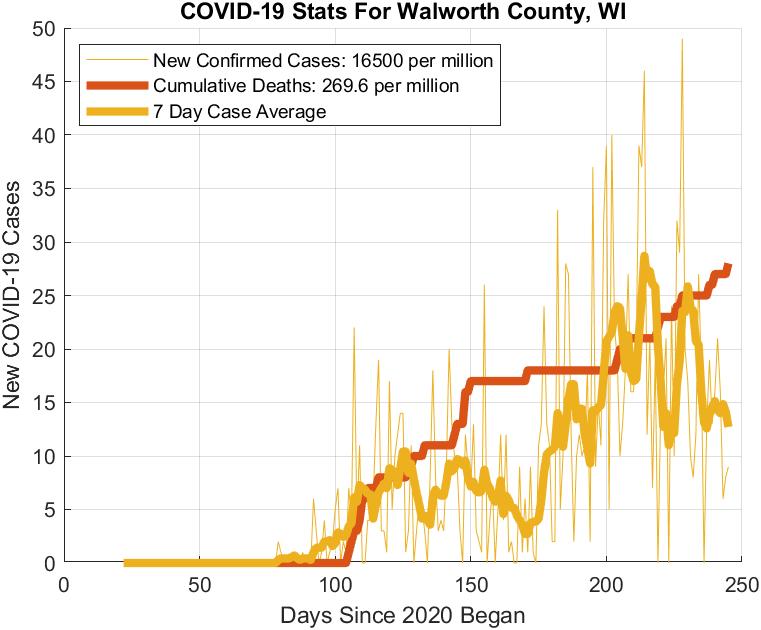 COVID-19 Stats For Walworth County, WI
New Confirmed Cases: 16500 per million
Cumulative Deaths: 269.6 per million
7 Day Case Average
New COVID-19 Cases
50
45
40
35
30
25
20
15
10
5
0
0 50 100 150 200 250
Days Since 2020 Began